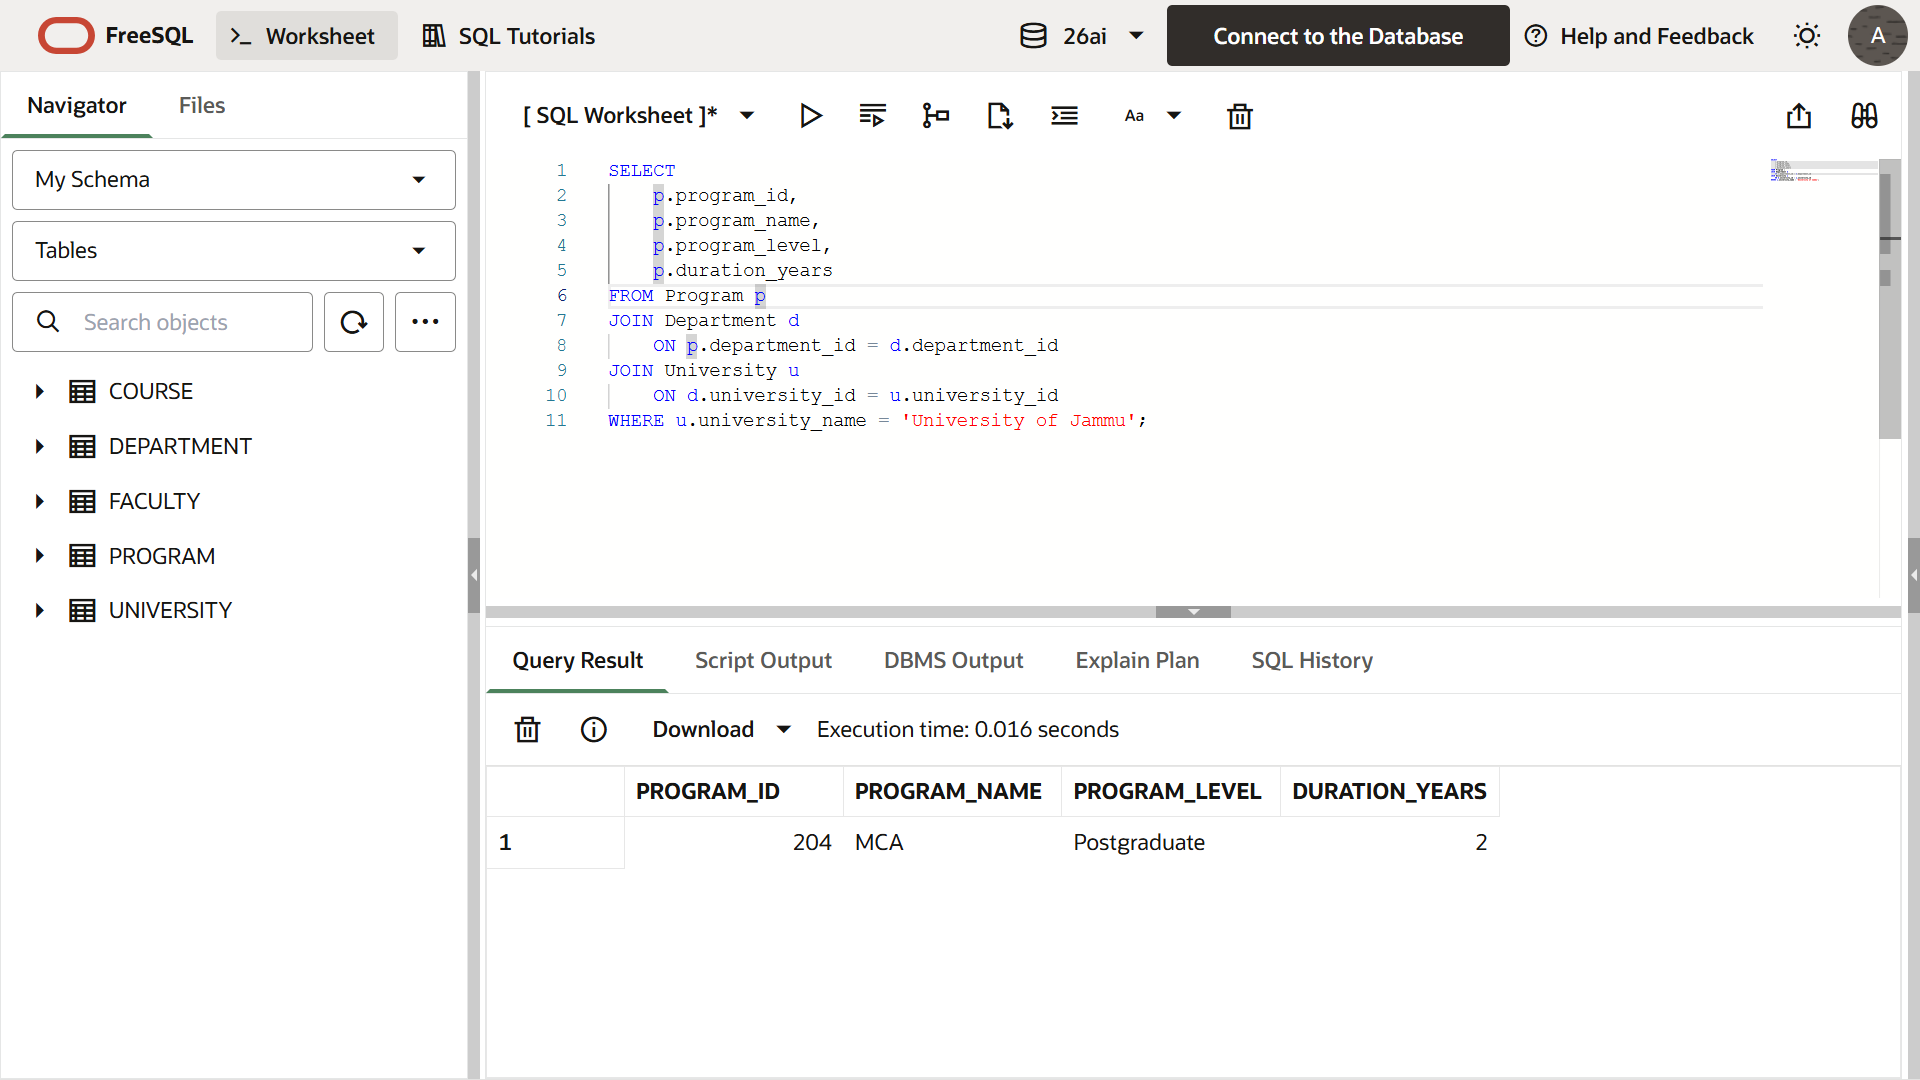 FreeSQL
Worksheet
SQL Tutorials
26ai
Connect to the Database
Help and Feedback
A
Navigator
Files
My Schema
Tables
Search objects
COURSE
DEPARTMENT
FACULTY
PROGRAM
UNIVERSITY
[ SQL Worksheet ]*
Aa
1 SELECT
2 p.program_id,
3 p.program_name,
4 p.program_level,
5 p.duration_years
6 FROM Program p
7 JOIN Department d
8 ON p.department_id = d.department_id
9 JOIN University u
10 ON d.university_id = u.university_id
11 WHERE u.university_name = 'University of Jammu';
Query Result
Script Output
DBMS Output
Explain Plan
SQL History
Download
Execution time: 0.016 seconds
PROGRAM_ID PROGRAM_NAME PROGRAM_LEVEL DURATION_YEARS
1 204 MCA Postgraduate 2